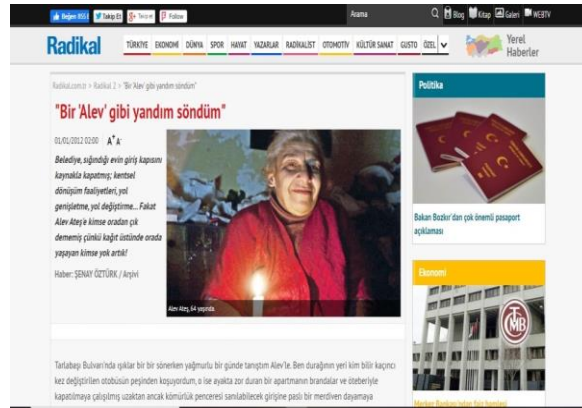 Beğen 855 B Takip Et Takip et Follow
Arama Blog Kitap Galeri WEBTV
Radikal
TÜRKİYE EKONOMİ DÜNYA SPOR HAYAT YAZARLAR RADİKALİST OTOMOTİV KÜLTÜR SANAT GUSTO ÖZEL
Yerel
Haberler
Radikal.com.tr > Radikal 2 > "Bir 'Alev' gibi yandım söndüm"
"Bir 'Alev' gibi yandım söndüm"
01/01/2012 02:00 A+ A-
Belediye, sığındığı evin giriş kapısını
kaynakla kapatmış; kentsel
dönüşüm faaliyetleri, yol
genişletme, yol değiştirme... Fakat
Alev Ateş'e kimse oradan çık
dememiş çünkü kağıt üstünde orada
yaşayan kimse yok artık!
Haber: ŞENAY ÖZTÜRK / Arşivi
Alev Ateş, 64 yaşında.
Tarlabaşı Bulvarı'nda ışıklar bir bir sönerken yağmurlu bir günde tanıştım Alev'le. Ben durağının yeri kim bilir kaçıncı
kez değiştirilen otobüsün peşinden koşuyordum, o ise ayakta zor duran bir apartmanın brandalar ve öteberiyle
kapatılmaya çalışılmış uzaktan ancak kömürlük penceresi sanılabilecek girişine paslı bir merdiven dayamaya
Politika
Bakan Bozkır'dan çok önemli pasaport
açıklaması
Ekonomi
TCMB
Merkez Bankası'ndan faiz hamlesi